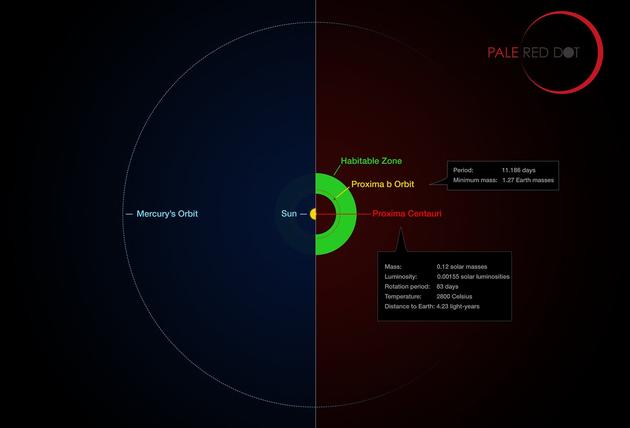 PALE RED DOT
Habitable Zone
Proxima b Orbit
Period: 11.186 days
Minimum mass: 1.27 Earth masses
Mercury's Orbit
Sun
Proxima Centauri
Mass: 0.12 solar masses
Luminosity: 0.00155 solar luminosities
Rotation period: 83 days
Temperature: 2800 Celsius
Distance to Earth: 4.23 light-years